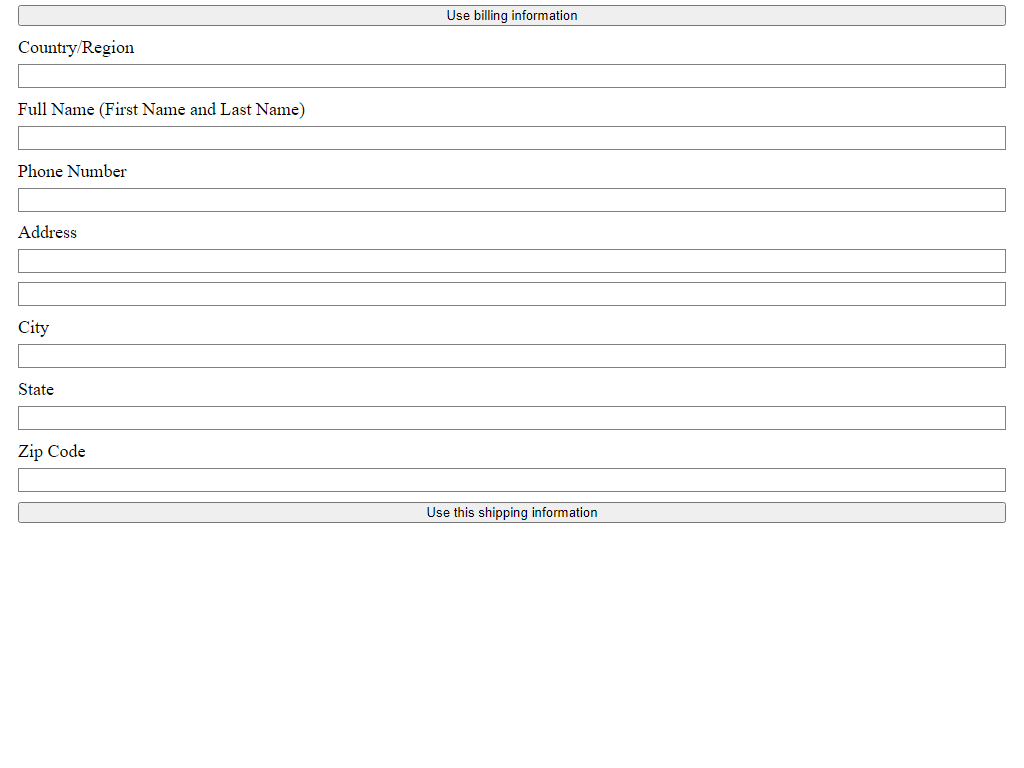 Use billing information
Country/Region
Full Name (First Name and Last Name)
Phone Number
Address
City
State
Zip Code
Use this shipping information